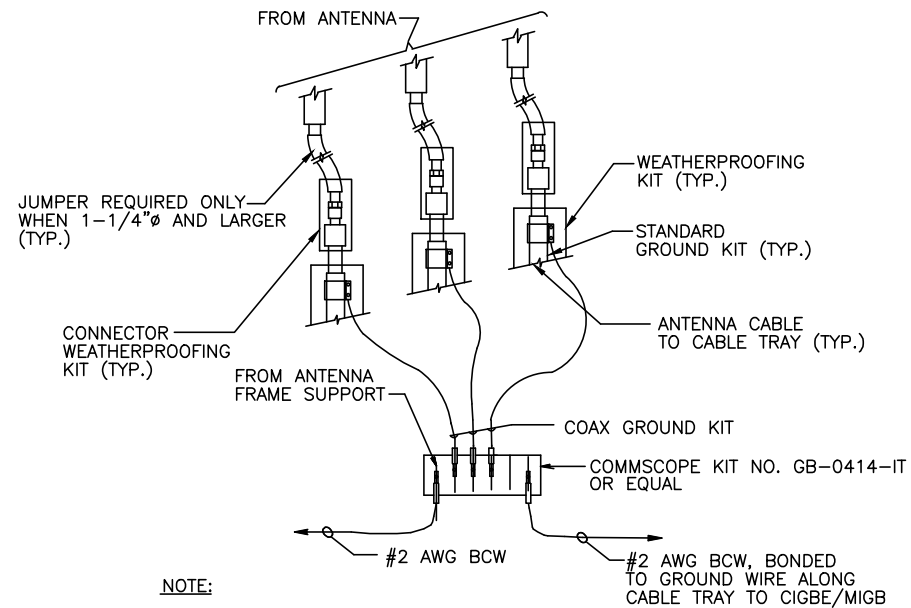 FROM ANTENNA
JUMPER REQUIRED ONLY
WHEN 1-1/4"ø AND LARGER
(TYP.)
WEATHERPROOFING
KIT (TYP.)
STANDARD
GROUND KIT (TYP.)
CONNECTOR
WEATHERPROOFING
KIT (TYP.)
ANTENNA CABLE
TO CABLE TRAY (TYP.)
FROM ANTENNA
FRAME SUPPORT
COAX GROUND KIT
COMMSCOPE KIT NO. GB-0414-IT
OR EQUAL
#2 AWG BCW
#2 AWG BCW, BONDED
TO GROUND WIRE ALONG
CABLE TRAY TO CIGBE/MIGB
NOTE: